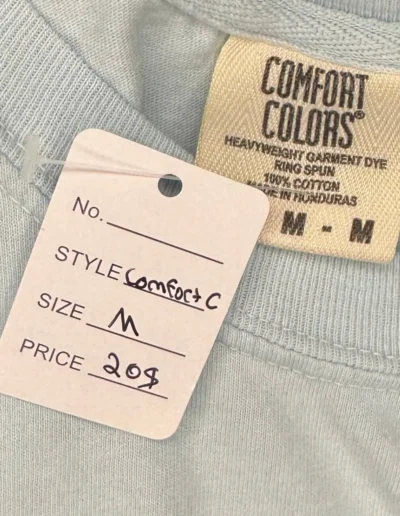 COMFORT
COLORS®
HEAVYWEIGHT GARMENT DYE
RING SPUN
100% COTTON
MADE IN HONDURAS
M - M
No.
STYLE Comfort C
SIZE M
PRICE 20$